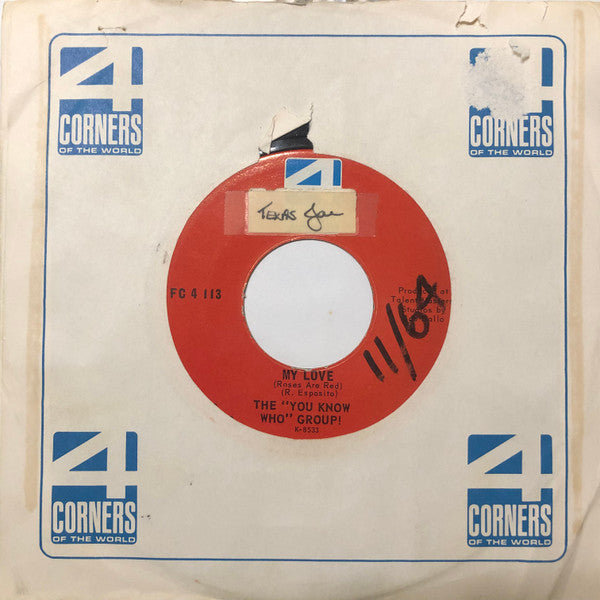 4
CORNERS
OF THE WORLD
4
CORNERS
OF THE WORLD
4
TEXAS Jan
FC 4 113
11/64
MY LOVE
(Roses Are Red)
(R. Esposito)
THE "YOU KNOW
WHO" GROUP!
K-8533
4
CORNERS
OF THE WORLD
4
CORNERS
OF THE WORLD